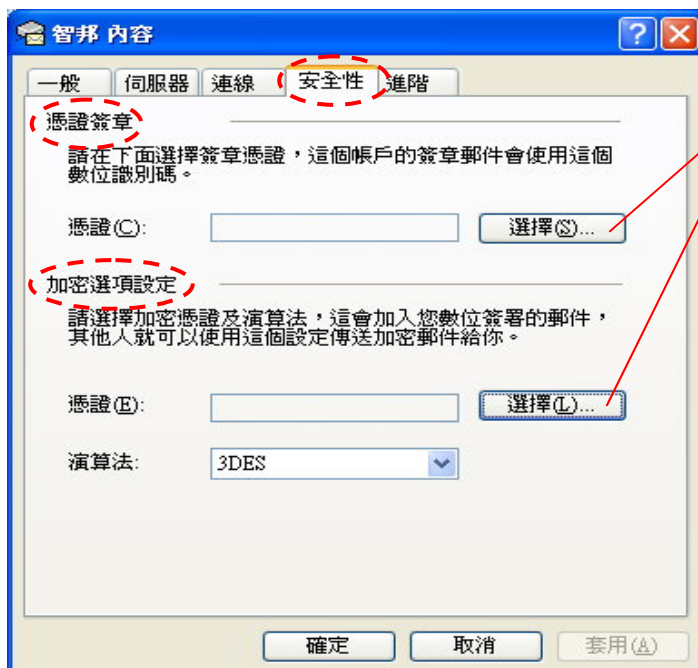 智邦 內容
一般 伺服器 連線 安全性 進階
憑證簽章
請在下面選擇簽章憑證，這個帳戶的簽章郵件會使用這個
數位識別碼。
憑證(C): 選擇(S)...
加密選項設定
請選擇加密憑證及演算法，這會加入您數位簽署的郵件，
其他人就可以使用這個設定傳送加密郵件給你。
憑證(E): 選擇(L)...
演算法: 3DES
確定 取消 套用(A)